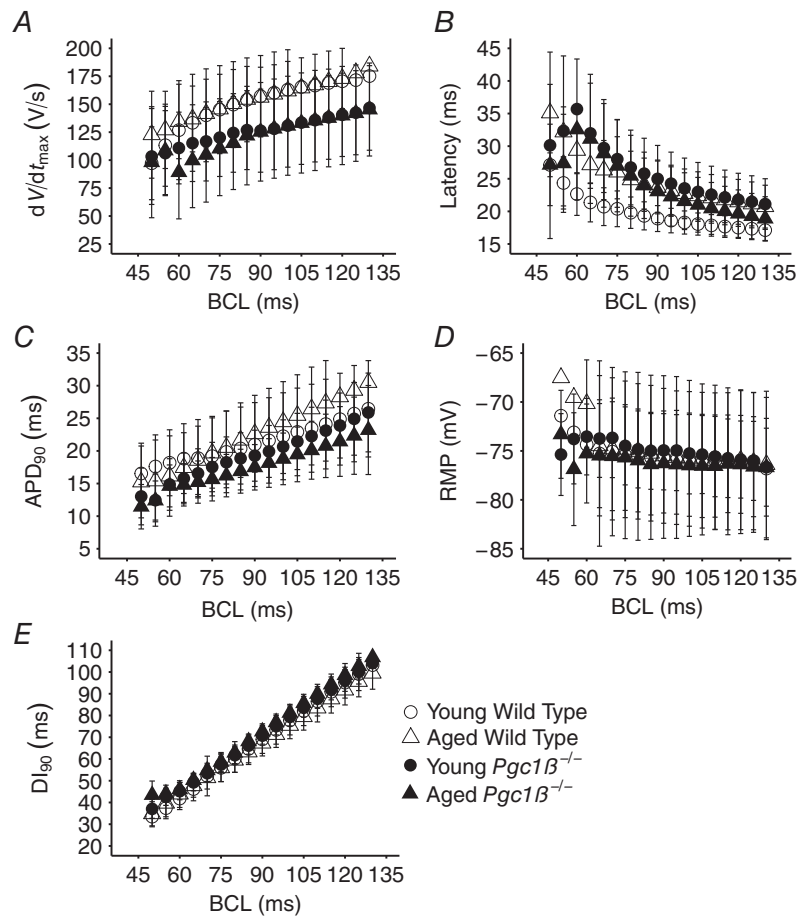 A
200
175
150
125
100
75
50
25
dV/dtmax (V/s)
45 60 75 90 105 120 135
BCL (ms)
B
45
40
35
30
25
20
15
Latency (ms)
45 60 75 90 105 120 135
BCL (ms)
C
35
30
25
20
15
10
5
APD90 (ms)
45 60 75 90 105 120 135
BCL (ms)
D
−65
−70
−75
−80
−85
RMP (mV)
45 60 75 90 105 120 135
BCL (ms)
E
110
100
90
80
70
60
50
40
30
20
DI90 (ms)
45 60 75 90 105 120 135
BCL (ms)
Young Wild Type
Aged Wild Type
Young Pgc1ß−/−
Aged Pgc1ß−/−